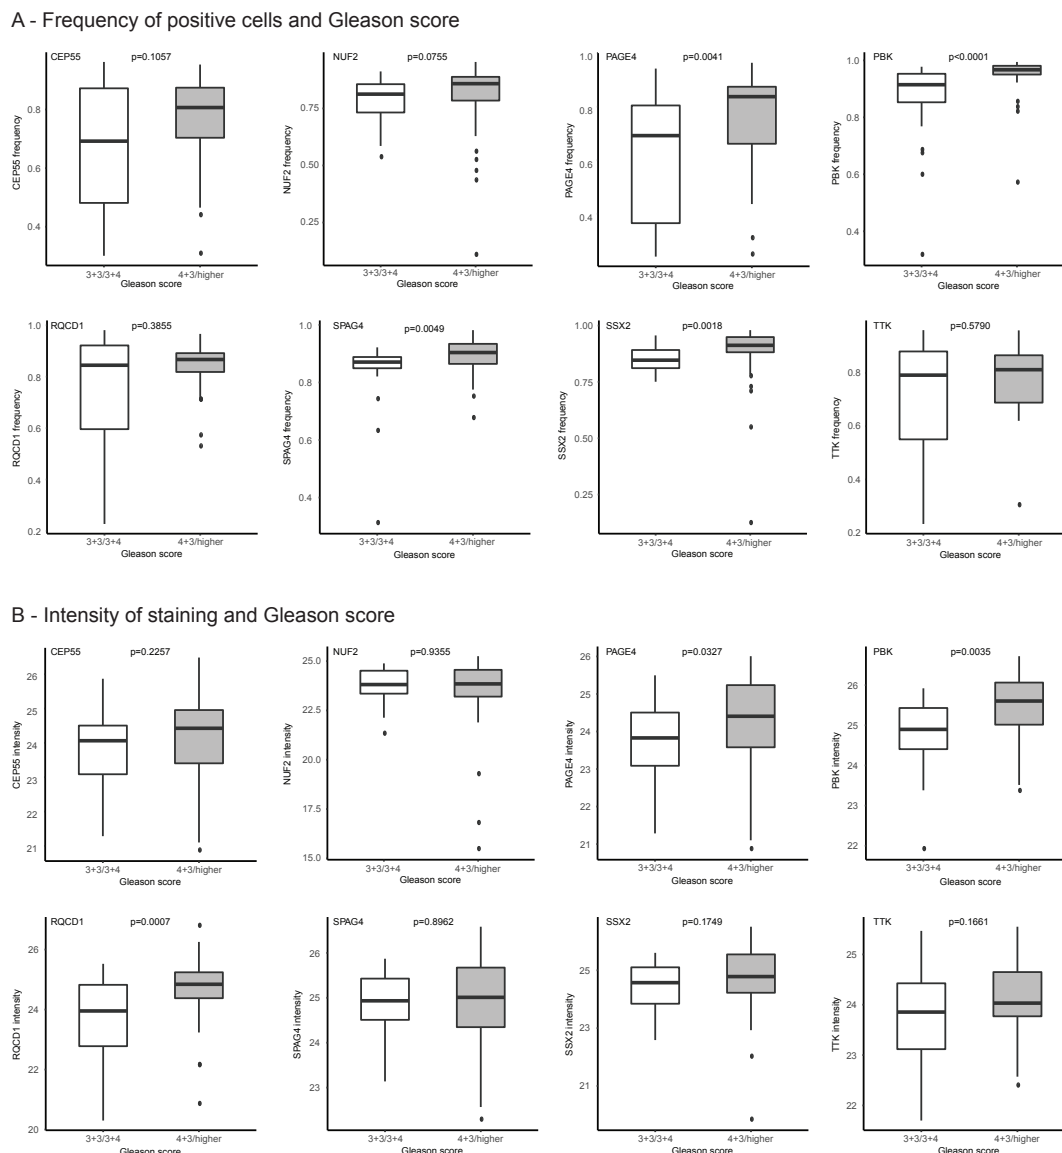 A - Frequency of positive cells and Gleason score
CEP55 p=0.1057
CEP55 frequency
0.8
0.6
0.4
3+3/3+4 4+3/higher
Gleason score
NUF2 p=0.0755
NUF2 frequency
0.75
0.50
0.25
3+3/3+4 4+3/higher
Gleason score
PAGE4 p=0.0041
PAGE4 frequency
1.0
0.8
0.6
0.4
3+3/3+4 4+3/higher
Gleason score
PBK p<0.0001
PBK frequency
1.0
0.8
0.6
0.4
3+3/3+4 4+3/higher
Gleason score
RQCD1 p=0.3855
RQCD1 frequency
1.0
0.8
0.6
0.4
0.2
3+3/3+4 4+3/higher
Gleason score
SPAG4 p=0.0049
SPAG4 frequency
1.0
0.8
0.6
0.4
3+3/3+4 4+3/higher
Gleason score
SSX2 p=0.0018
SSX2 frequency
1.00
0.75
0.50
0.25
3+3/3+4 4+3/higher
Gleason score
TTK p=0.5790
TTK frequency
0.8
0.6
0.4
0.2
3+3/3+4 4+3/higher
Gleason score
B - Intensity of staining and Gleason score
CEP55 p=0.2257
CEP55 intensity
26
25
24
23
22
21
3+3/3+4 4+3/higher
Gleason score
NUF2 p=0.9355
NUF2 intensity
25.0
22.5
20.0
17.5
15.0
3+3/3+4 4+3/higher
Gleason score
PAGE4 p=0.0327
PAGE4 intensity
26
25
24
23
22
21
3+3/3+4 4+3/higher
Gleason score
PBK p=0.0035
PBK intensity
26
25
24
23
22
3+3/3+4 4+3/higher
Gleason score
RQCD1 p=0.0007
RQCD1 intensity
26
24
22
20
3+3/3+4 4+3/higher
Gleason score
SPAG4 p=0.8962
SPAG4 intensity
26
25
24
23
3+3/3+4 4+3/higher
Gleason score
SSX2 p=0.1749
SSX2 intensity
25
23
21
3+3/3+4 4+3/higher
Gleason score
TTK p=0.1661
TTK intensity
25
24
23
22
3+3/3+4 4+3/higher
Gleason score